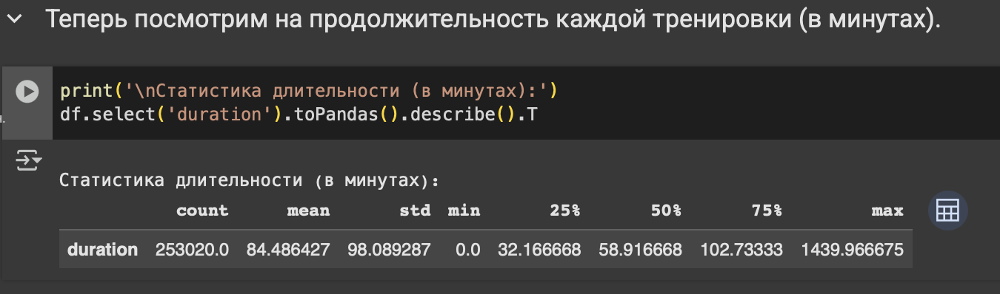 Теперь посмотрим на продолжительность каждой тренировки (в минутах).
print('\nСтатистика длительности (в минутах):')
df.select('duration').toPandas().describe().T
Статистика длительности (в минутах):
count mean std min 25% 50% 75% max
duration 253020.0 84.486427 98.089287 0.0 32.166668 58.916668 102.73333 1439.966675